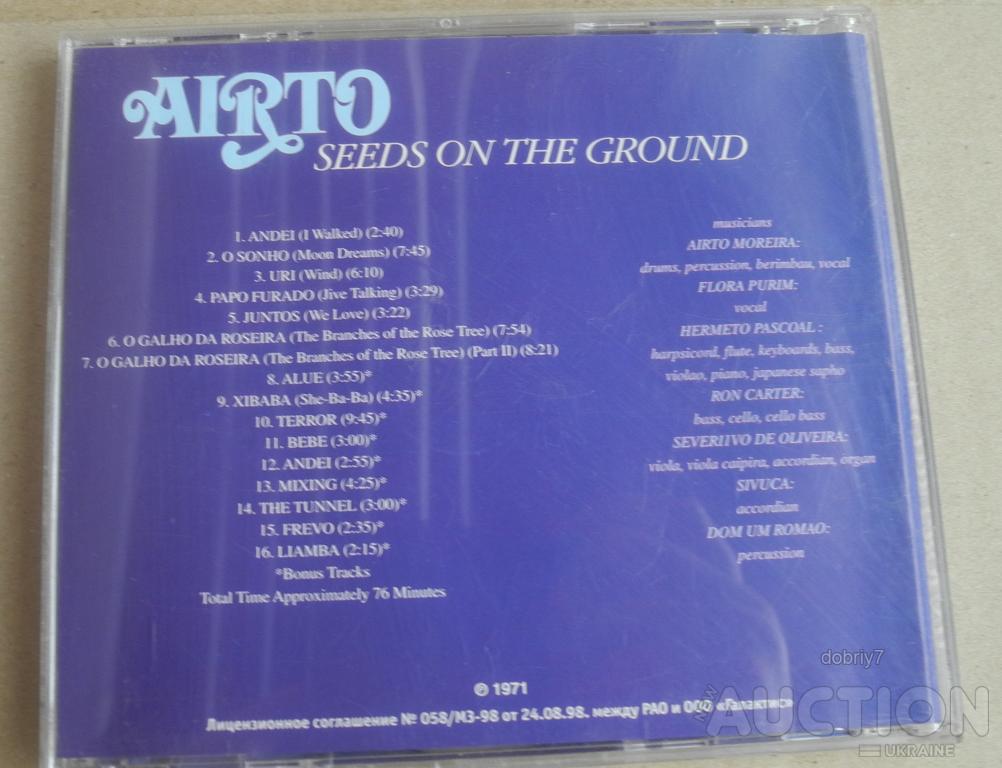 AIRTO
SEEDS ON THE GROUND
1. ANDEI (I Walked) (2:40)
2. O SONHO (Moon Dreams) (7:45)
3. URI (Wind) (6:10)
4. PAPO FURADO (Jive Talking) (3:29)
5. JUNTOS (We Love) (3:22)
6. O GALHO DA ROSEIRA (The Branches of the Rose Tree) (7:54)
7. O GALHO DA ROSEIRA (The Branches of the Rose Tree) (Part II) (8:21)
8. ALUE (3:55)*
9. XIBABA (She-Ba-Ba) (4:35)*
10. TERROR (9:45)*
11. BEBE (3:00)*
12. ANDEI (2:55)*
13. MIXING (4:25)*
14. THE TUNNEL (3:00)*
15. FREVO (2:35)*
16. LIAMBA (2:15)*
*Bonus Tracks
Total Time Approximately 76 Minutes
musicians
AIRTO MOREIRA:
drums, percussion, berimbau, vocal
FLORA PURIM:
vocal
HERMETO PASCOAL :
harpsicord, flute, keyboards, bass,
violao, piano, japanese sapho
RON CARTER:
bass, cello, cello bass
SEVERIIVO DE OLIVEIRA:
viola, viola caipira, accordian, organ
SIVUCA:
accordian
DOM UM ROMAO:
percussion
℗ 1971
Лицензионное соглашение № 058/МЗ-98 от 24.08.98. между РАО и ООО «Галактис»
dobriy7
NEW AUCTION
UKRAINE